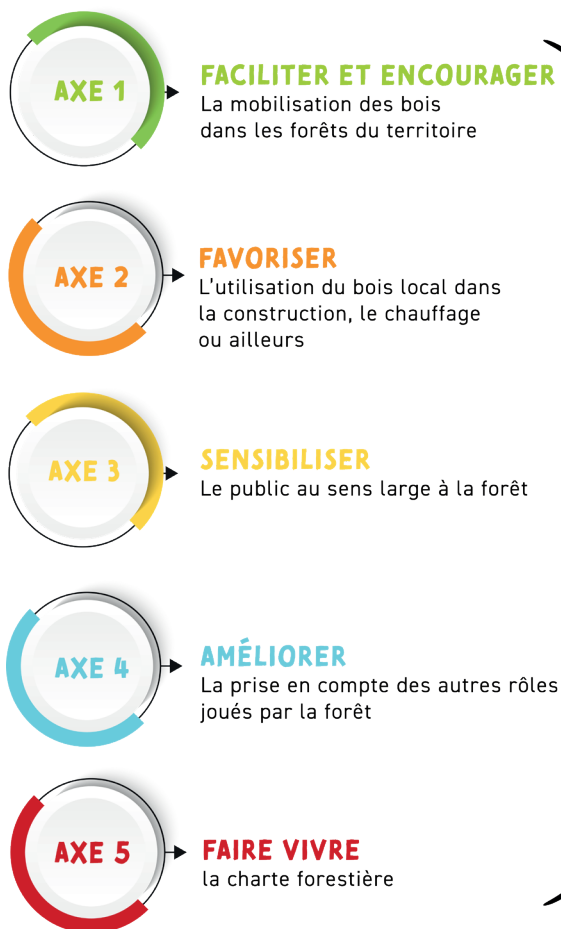 AXE 1
FACILITER ET ENCOURAGER
La mobilisation des bois
dans les forêts du territoire
AXE 2
FAVORISER
L'utilisation du bois local dans
la construction, le chauffage
ou ailleurs
AXE 3
SENSIBILISER
Le public au sens large à la forêt
AXE 4
AMÉLIORER
La prise en compte des autres rôles
joués par la forêt
AXE 5
FAIRE VIVRE
la charte forestière